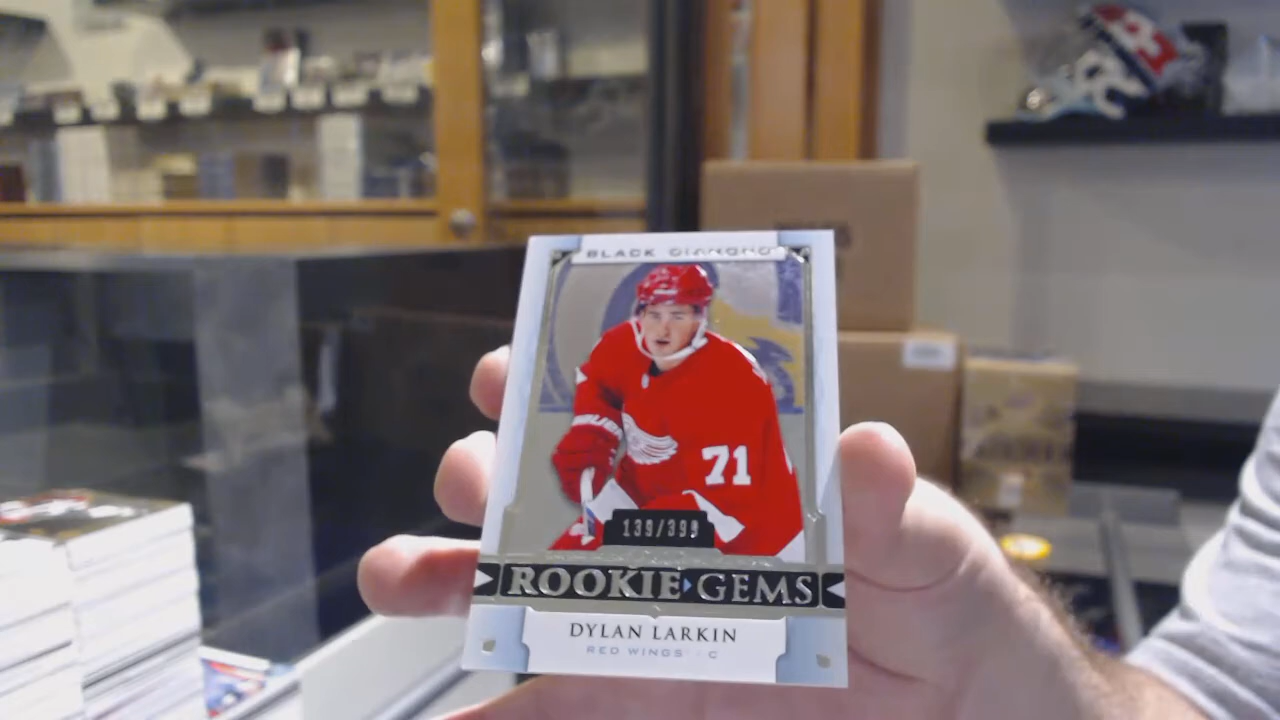 BLACK DIAMOND
71
139/399
ROOKIE GEMS
DYLAN LARKIN
RED WINGS - C